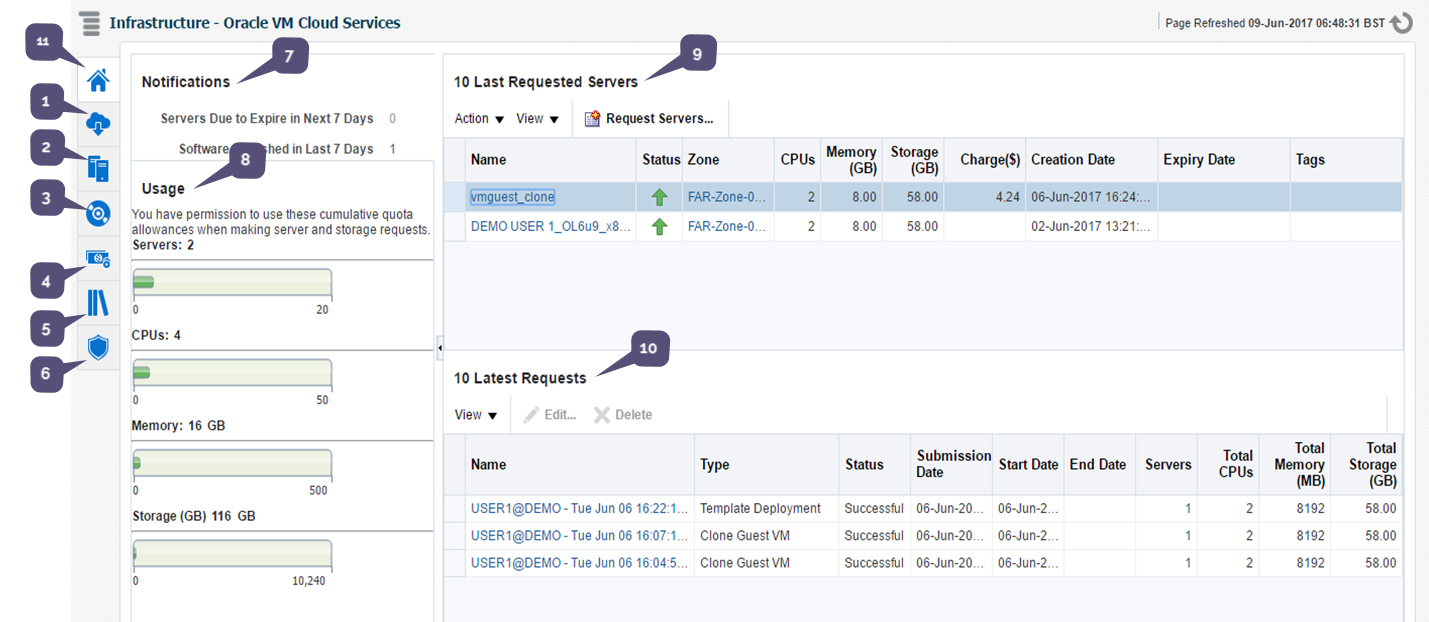 Infrastructure - Oracle VM Cloud Services
Page Refreshed 09-Jun-2017 06:48:31 BST
11
1
2
3
4
5
6
7
Notifications
Servers Due to Expire in Next 7 Days 0
Software shed in Last 7 Days 1
8
Usage
You have permission to use these cumulative quota
allowances when making server and storage requests.
Servers: 2
0 20
CPUs: 4
0 50
Memory: 16 GB
0 500
Storage (GB) 116 GB
0 10,240
9
10 Last Requested Servers
Action View Request Servers...
Name Status Zone CPUs Memory (GB) Storage (GB) Charge($) Creation Date Expiry Date Tags
vmguest_clone FAR-Zone-0... 2 8.00 58.00 4.24 06-Jun-2017 16:24:...
DEMO USER 1_OL6u9_x8... FAR-Zone-0... 2 8.00 58.00 02-Jun-2017 13:21:...
10
10 Latest Requests
View Edit... Delete
Name Type Status Submission Date Start Date End Date Servers Total CPUs Total Memory (MB) Total Storage (GB)
USER1@DEMO - Tue Jun 06 16:22:1... Template Deployment Successful 06-Jun-20... 06-Jun-2... 1 2 8192 58.00
USER1@DEMO - Tue Jun 06 16:07:1... Clone Guest VM Successful 06-Jun-20... 06-Jun-2... 1 2 8192 58.00
USER1@DEMO - Tue Jun 06 16:04:5... Clone Guest VM Successful 06-Jun-20... 06-Jun-2... 1 2 8192 58.00